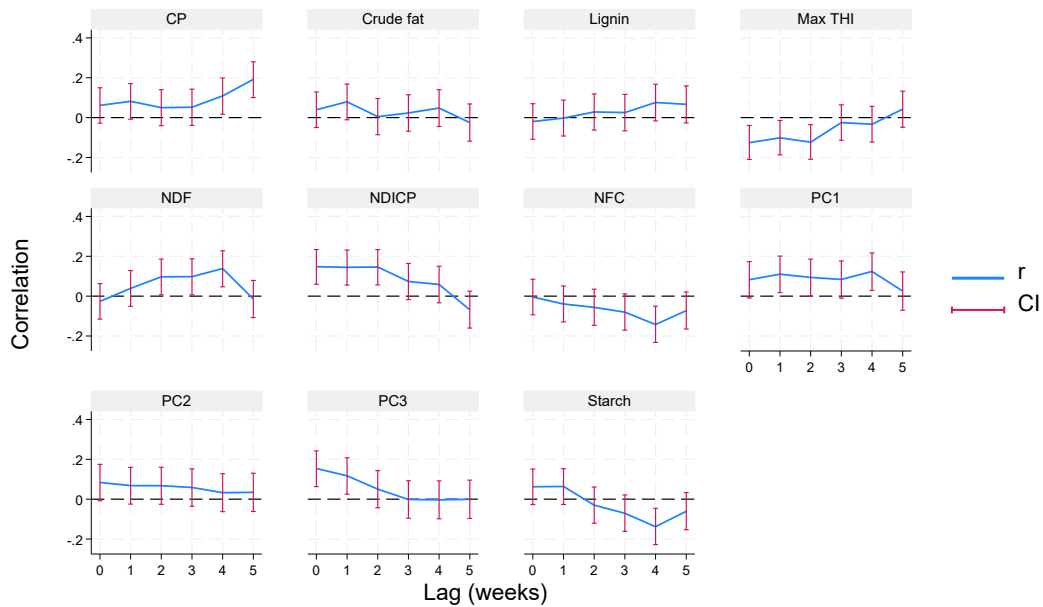 CP Crude fat Lignin Max THI
.4
.2
0
-.2
NDF NDICP NFC PC1
.4
.2
0
-.2
0 1 2 3 4 5
PC2 PC3 Starch
.4
.2
0
-.2
0 1 2 3 4 5 0 1 2 3 4 5 0 1 2 3 4 5
Correlation
Lag (weeks)
r
CI